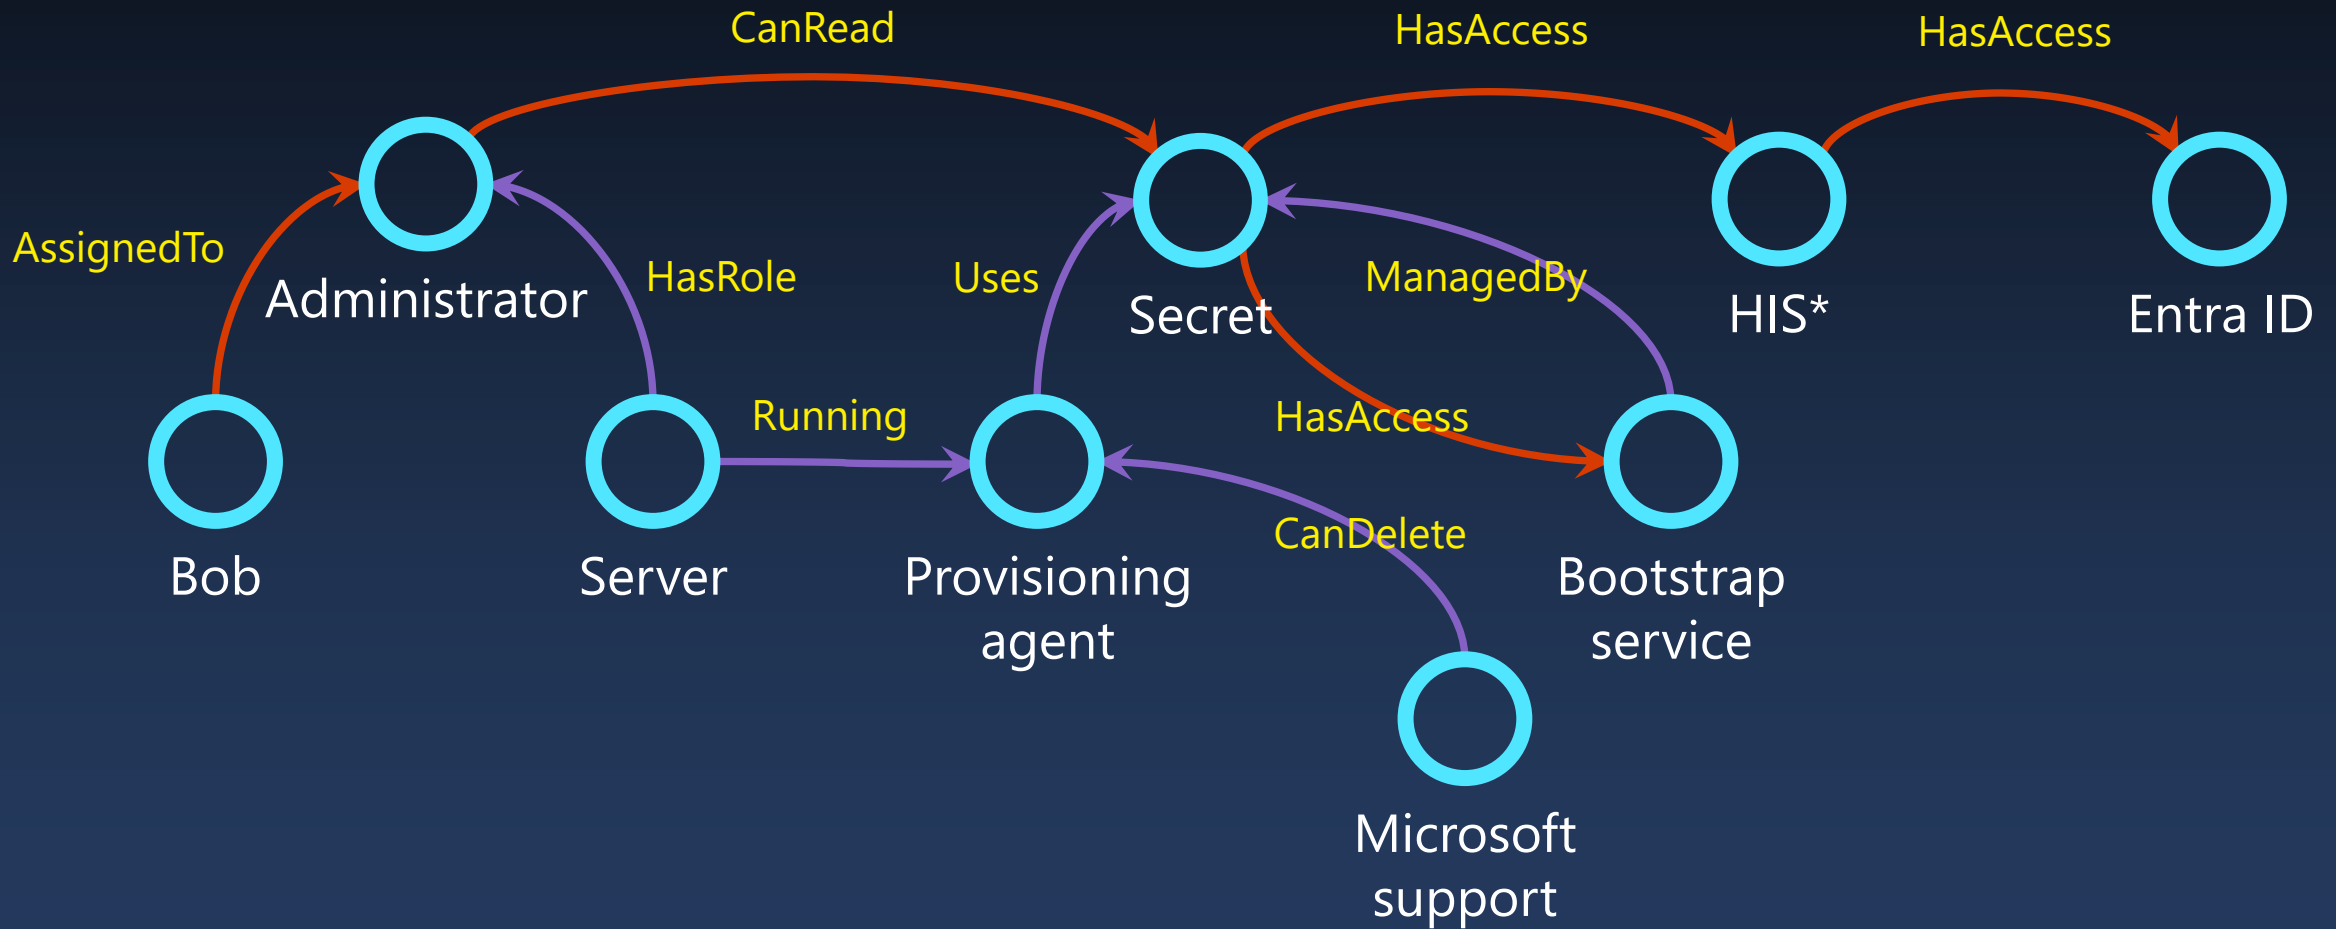 CanRead
HasAccess
HasAccess
AssignedTo
Administrator
HasRole
Uses
Secret
ManagedBy
HIS*
Entra ID
Running
HasAccess
CanDelete
Bob
Server
Provisioning
agent
Bootstrap
service
Microsoft
support